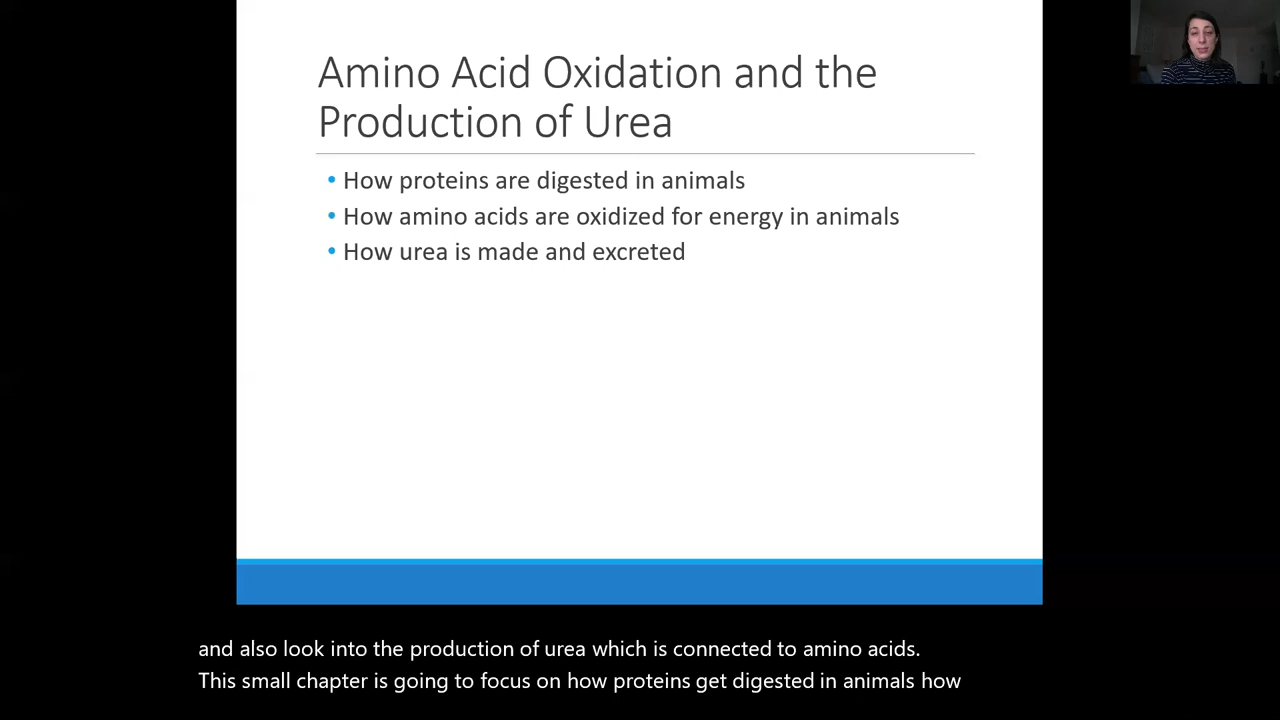 Amino Acid Oxidation and the
Production of Urea
• How proteins are digested in animals
• How amino acids are oxidized for energy in animals
• How urea is made and excreted
and also look into the production of urea which is connected to amino acids.
This small chapter is going to focus on how proteins get digested in animals how